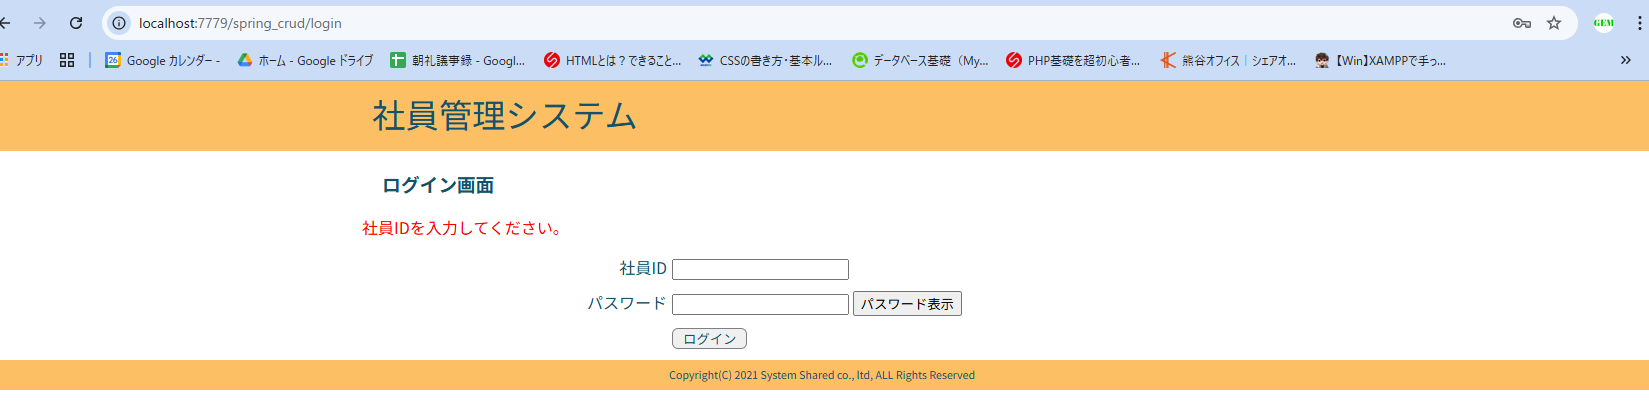 localhost:7779/spring_crud/login
GEM
アプリ
26 Google カレンダー -
ホーム - Google ドライブ
朝礼議事録 - Googl...
HTMLとは？できること...
CSSの書き方・基本ル...
データベース基礎（My...
PHP基礎を超初心者...
熊谷オフィス｜シェアオ...
【Win】XAMPPで手っ...
社員管理システム
ログイン画面
社員IDを入力してください。
社員ID
パスワード パスワード表示
ログイン
Copyright(C) 2021 System Shared co., ltd, ALL Rights Reserved